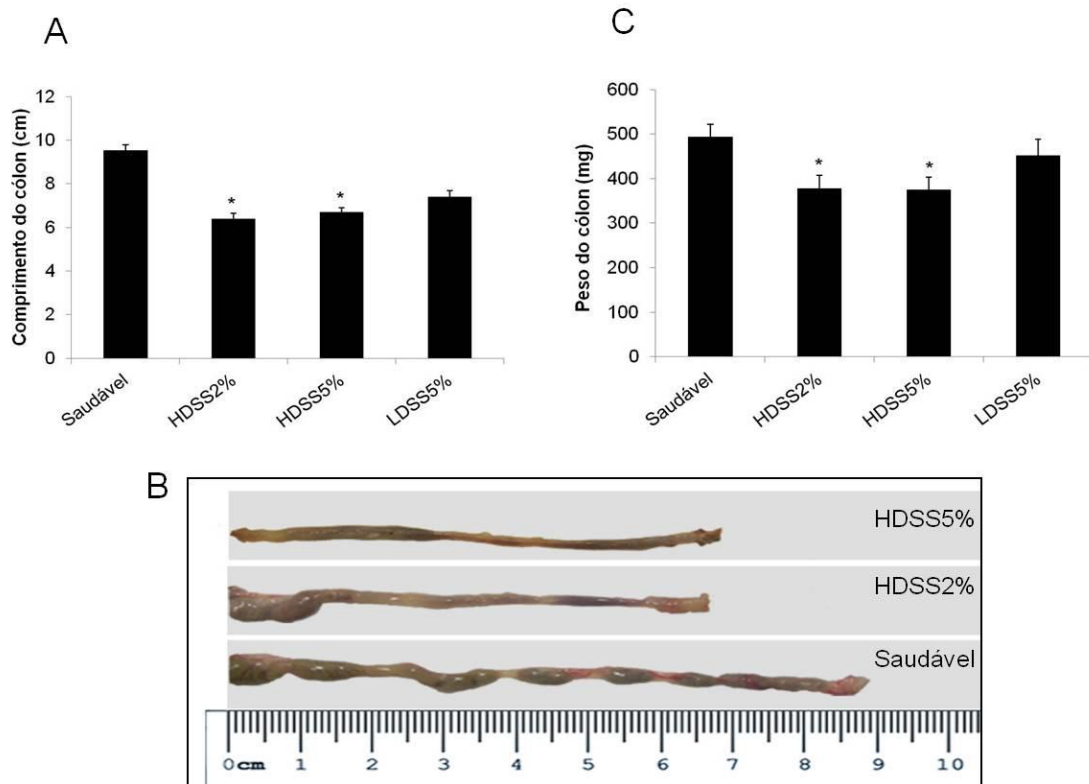 A
Comprimento do cólon (cm)
12
10
8
6
4
2
0
* *
Saudável HDSS2% HDSS5% LDSS5%
C
Peso do cólon (mg)
600
500
400
300
200
100
0
* *
Saudável HDSS2% HDSS5% LDSS5%
B
HDSS5%
HDSS2%
Saudável
0cm 1 2 3 4 5 6 7 8 9 10